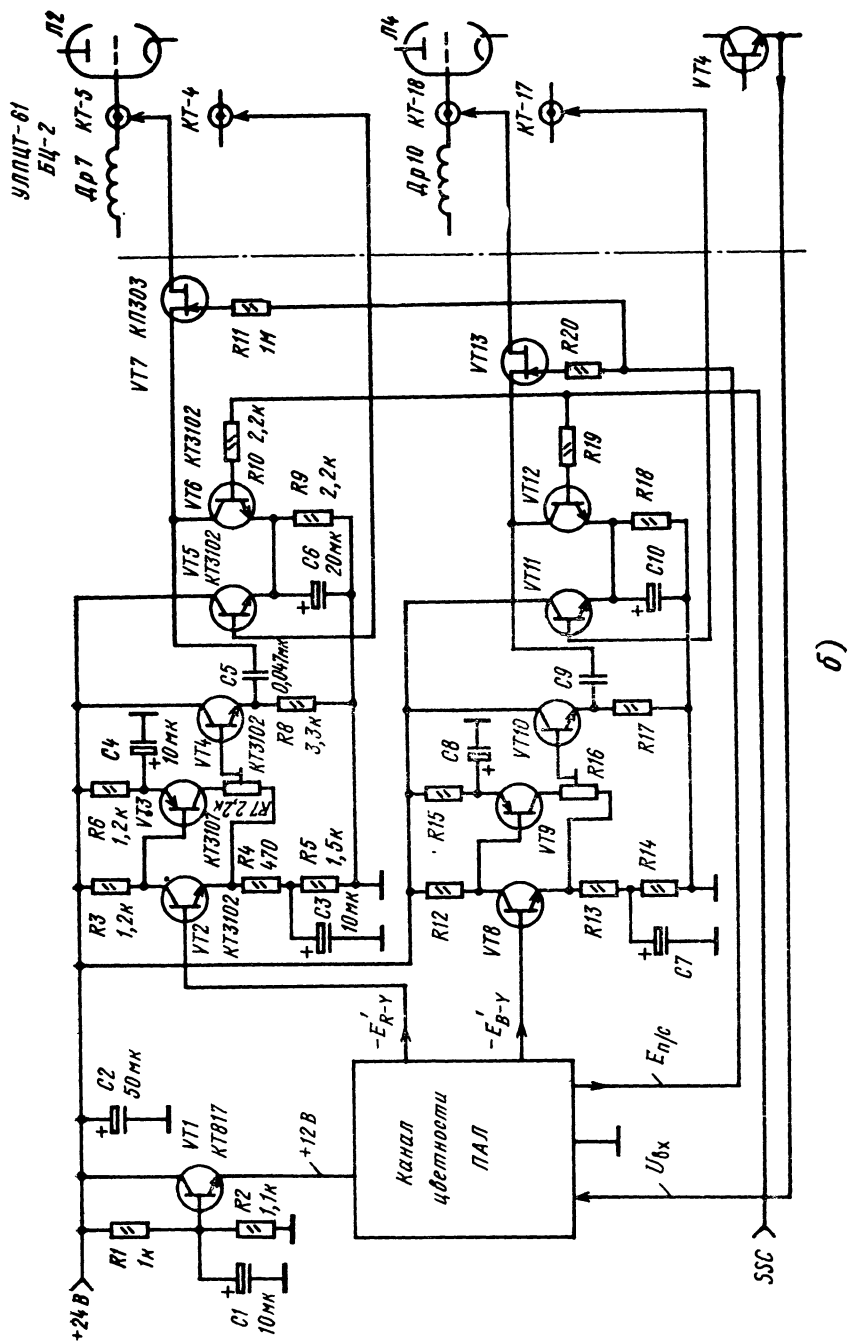 УЛПЦТ-61
БЦ-2
Др7
КТ-5
Л2
КТ-4
Др10
КТ-18
Л4
КТ-17
VT4
VT7 КП303
R11
1М
VT13
R20
VT6 КТ3102
R10 2,2к
VT5
КТ3102
R9
2,2к
+
C6
20мк
VT12
R19
VT11
R18
+
C10
C5
0,047мк
C9
R6
1,2к
+
C4
10мк
VT4
КТ3102
R8
3,3к
VT3
КТ3107
R7 2,2к
R3
1,2к
VT2
КТ3102
R4
470
R5
1,5к
+
C3
10мк
R15
+
C8
VT10
R16
R17
VT9
R12
VT8
R13
R14
+
C7
+24В
R1
1к
+
C2
50мк
VT1
КТ817
R2
1,1к
+
C1
10мк
+12В
Канал
цветности
ПАЛ
-E'R-Y
-E'B-Y
Eп/с
Uвх
SSC
б)